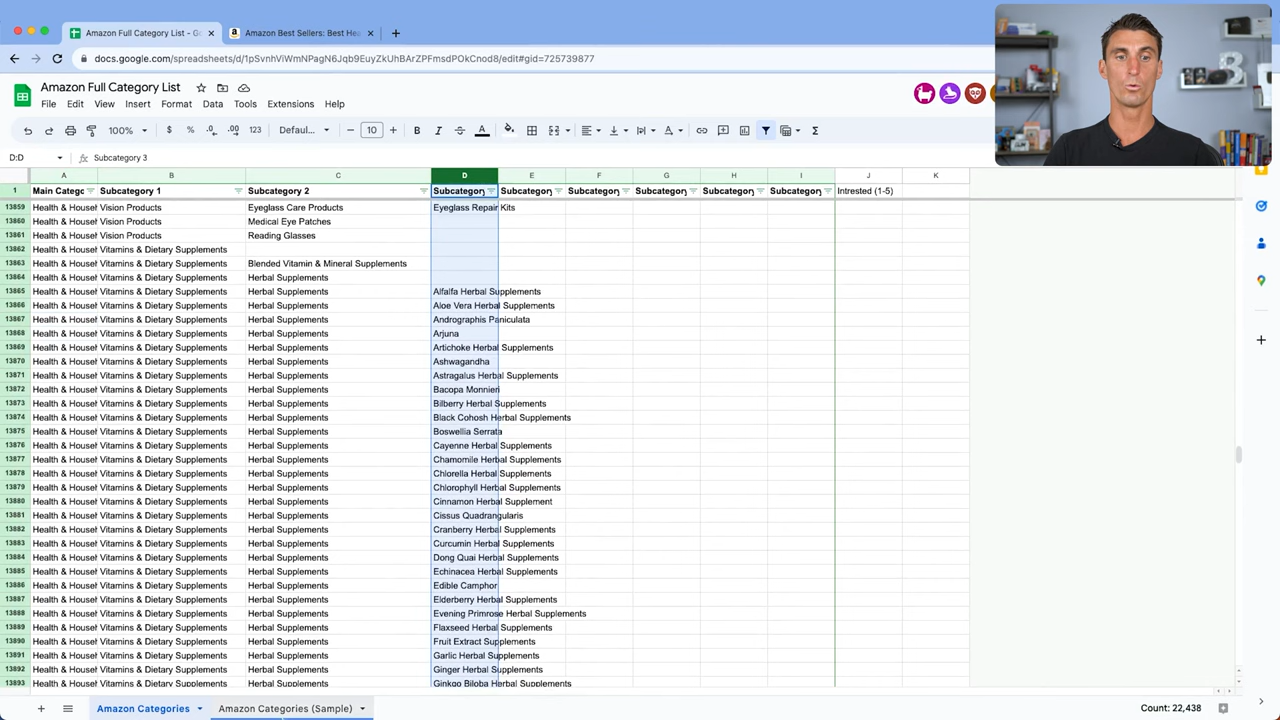 Amazon Full Category List - Go
Amazon Best Sellers: Best Hea
docs.google.com/spreadsheets/d/1pSvnhViWmNPagN6Jqb9EuyZkUhBArZPFmsdPOkCnod8/edit#gid=725739877
Amazon Full Category List
File Edit View Insert Format Data Tools Extensions Help
100% $ % .0 .00 123 Defaul... 10 B I S A
D:D Subcategory 3
A B C D E F G H I J K
1 Main Categc Subcategory 1 Subcategory 2 Subcategory Subcategory Subcategory Subcategory Subcategory Subcategory Intrested (1-5)
13859 Health & Househ Vision Products Eyeglass Care Products Eyeglass Repair Kits
13860 Health & Househ Vision Products Medical Eye Patches
13861 Health & Househ Vision Products Reading Glasses
13862 Health & Househ Vitamins & Dietary Supplements
13863 Health & Househ Vitamins & Dietary Supplements Blended Vitamin & Mineral Supplements
13864 Health & Househ Vitamins & Dietary Supplements Herbal Supplements
13865 Health & Househ Vitamins & Dietary Supplements Herbal Supplements Alfalfa Herbal Supplements
13866 Health & Househ Vitamins & Dietary Supplements Herbal Supplements Aloe Vera Herbal Supplements
13867 Health & Househ Vitamins & Dietary Supplements Herbal Supplements Andrographis Paniculata
13868 Health & Househ Vitamins & Dietary Supplements Herbal Supplements Arjuna
13869 Health & Househ Vitamins & Dietary Supplements Herbal Supplements Artichoke Herbal Supplements
13870 Health & Househ Vitamins & Dietary Supplements Herbal Supplements Ashwagandha
13871 Health & Househ Vitamins & Dietary Supplements Herbal Supplements Astragalus Herbal Supplements
13872 Health & Househ Vitamins & Dietary Supplements Herbal Supplements Bacopa Monnieri
13873 Health & Househ Vitamins & Dietary Supplements Herbal Supplements Bilberry Herbal Supplements
13874 Health & Househ Vitamins & Dietary Supplements Herbal Supplements Black Cohosh Herbal Supplements
13875 Health & Househ Vitamins & Dietary Supplements Herbal Supplements Boswellia Serrata
13876 Health & Househ Vitamins & Dietary Supplements Herbal Supplements Cayenne Herbal Supplements
13877 Health & Househ Vitamins & Dietary Supplements Herbal Supplements Chamomile Herbal Supplements
13878 Health & Househ Vitamins & Dietary Supplements Herbal Supplements Chlorella Herbal Supplements
13879 Health & Househ Vitamins & Dietary Supplements Herbal Supplements Chlorophyll Herbal Supplements
13880 Health & Househ Vitamins & Dietary Supplements Herbal Supplements Cinnamon Herbal Supplement
13881 Health & Househ Vitamins & Dietary Supplements Herbal Supplements Cissus Quadrangularis
13882 Health & Househ Vitamins & Dietary Supplements Herbal Supplements Cranberry Herbal Supplements
13883 Health & Househ Vitamins & Dietary Supplements Herbal Supplements Curcumin Herbal Supplements
13884 Health & Househ Vitamins & Dietary Supplements Herbal Supplements Dong Quai Herbal Supplements
13885 Health & Househ Vitamins & Dietary Supplements Herbal Supplements Echinacea Herbal Supplements
13886 Health & Househ Vitamins & Dietary Supplements Herbal Supplements Edible Camphor
13887 Health & Househ Vitamins & Dietary Supplements Herbal Supplements Elderberry Herbal Supplements
13888 Health & Househ Vitamins & Dietary Supplements Herbal Supplements Evening Primrose Herbal Supplements
13889 Health & Househ Vitamins & Dietary Supplements Herbal Supplements Flaxseed Herbal Supplements
13890 Health & Househ Vitamins & Dietary Supplements Herbal Supplements Fruit Extract Supplements
13891 Health & Househ Vitamins & Dietary Supplements Herbal Supplements Garlic Herbal Supplements
13892 Health & Househ Vitamins & Dietary Supplements Herbal Supplements Ginger Herbal Supplements
13893 Health & Househ Vitamins & Dietary Supplements Herbal Supplements Ginkgo Biloba Herbal Supplements
Amazon Categories Amazon Categories (Sample) Count: 22,438